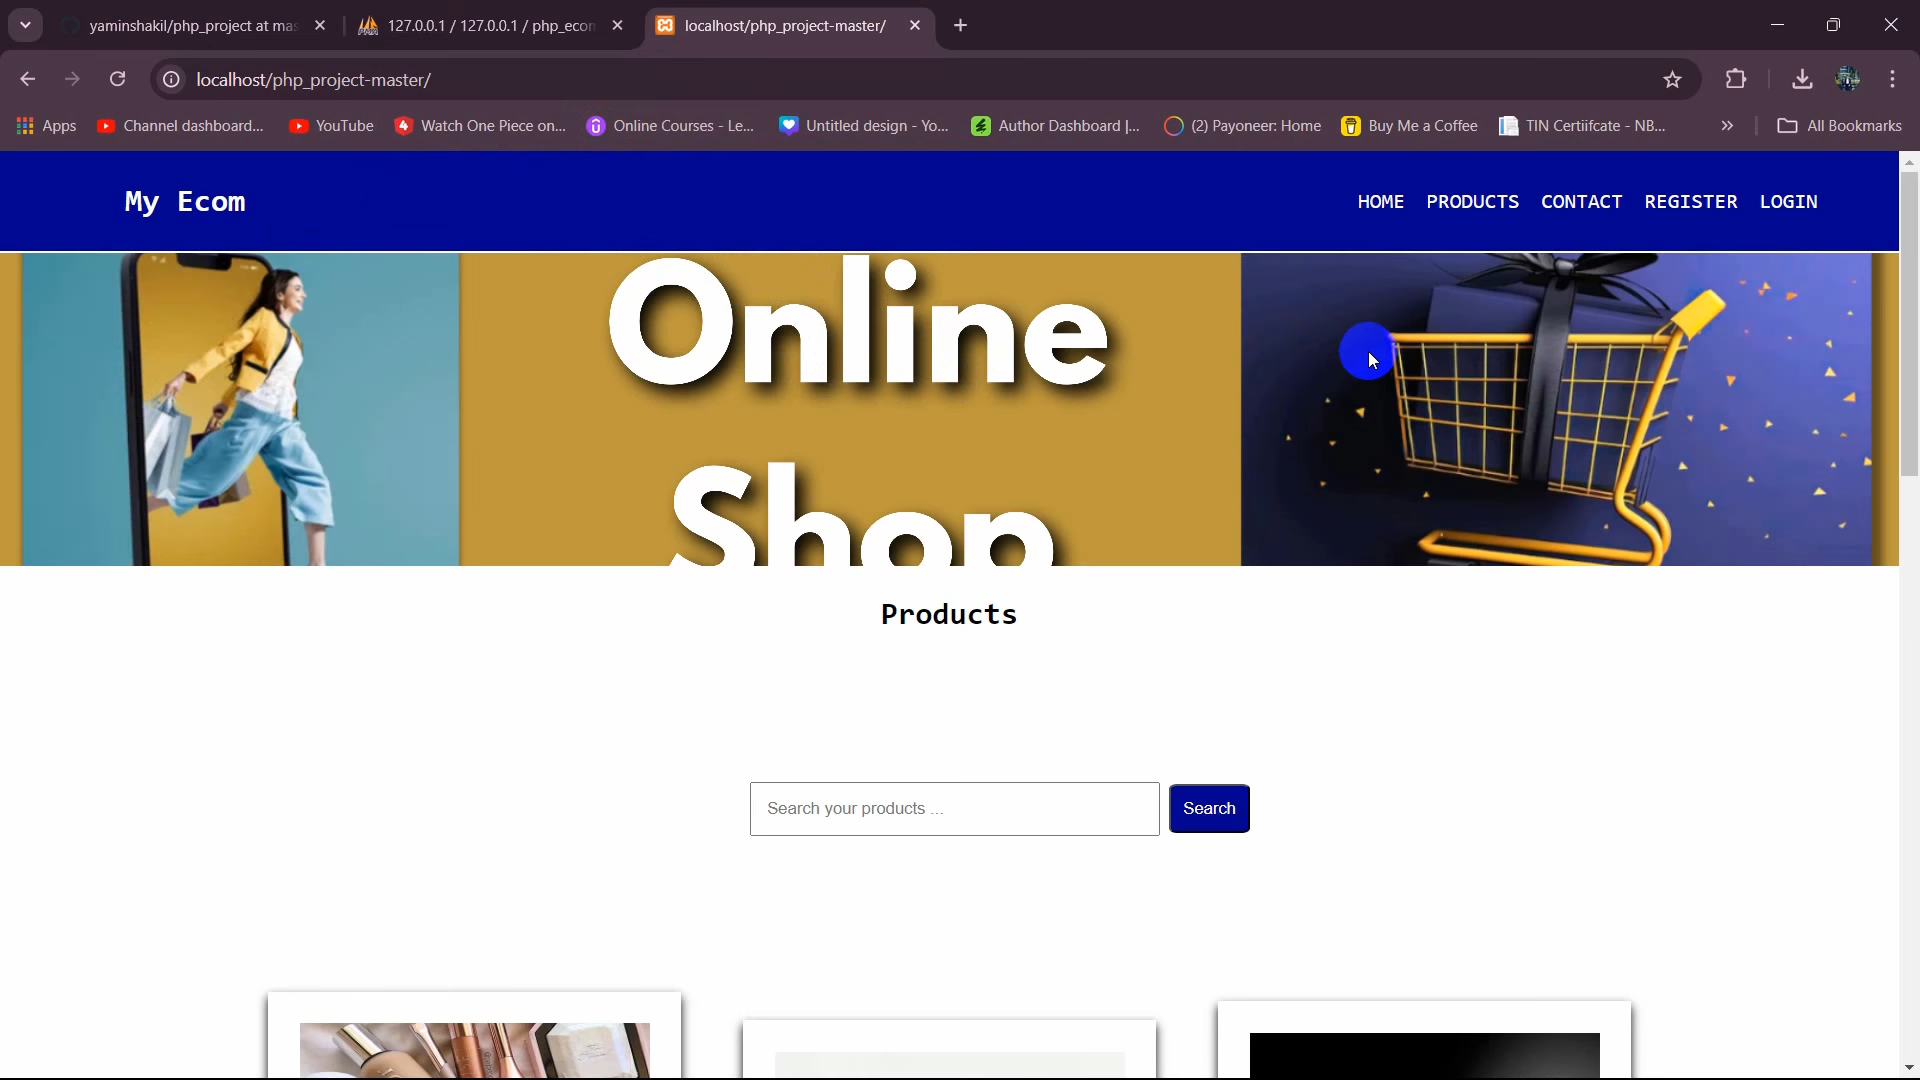 yaminshakil/php_project at mas
127.0.0.1 / 127.0.0.1 / php_econ
localhost/php_project-master/
localhost/php_project-master/
Apps
Channel dashboard...
YouTube
Watch One Piece on...
Online Courses - Le...
Untitled design - Yo...
Author Dashboard |...
(2) Payoneer: Home
Buy Me a Coffee
TIN Certiifcate - NB...
All Bookmarks
My Ecom
HOME PRODUCTS CONTACT REGISTER LOGIN
Online
Shop
Products
Search your products ...
Search